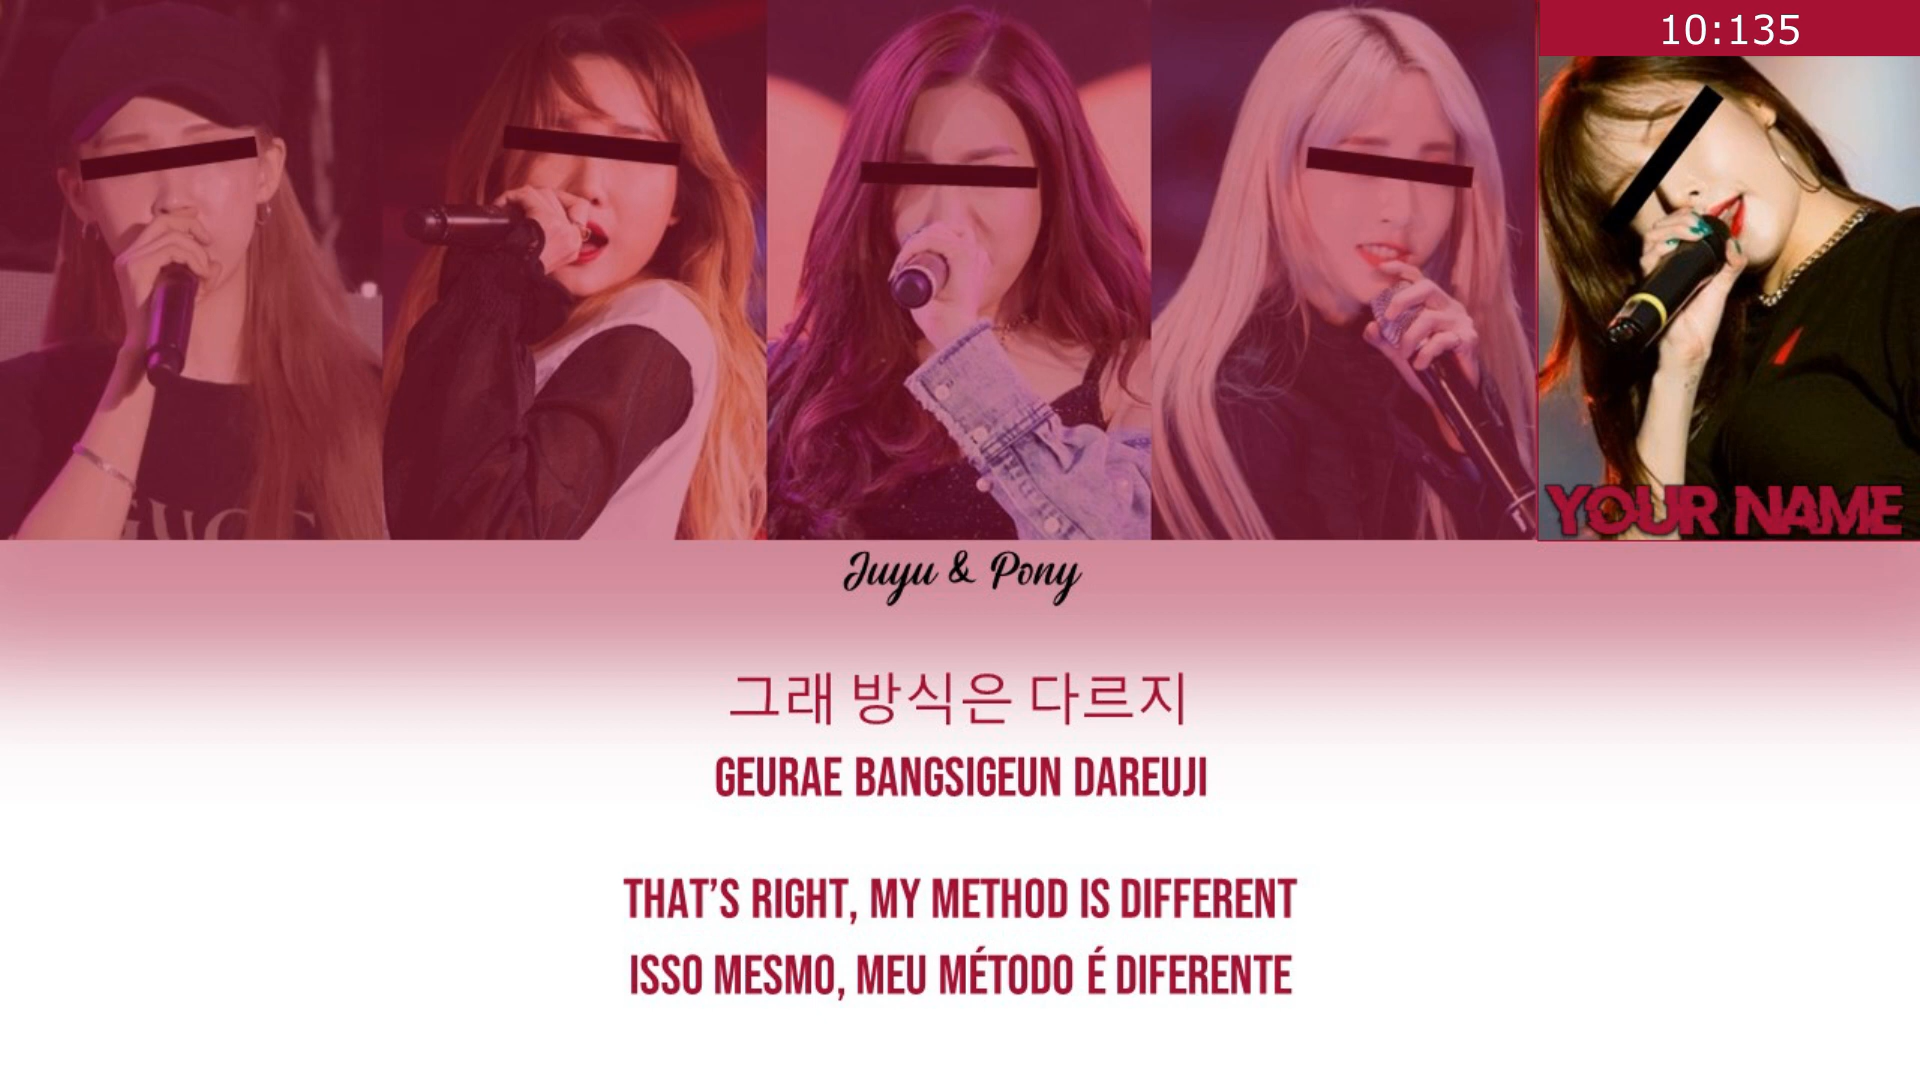 10:135
GUCC
YOUR NAME
Juyu & Pony
그래 방식은 다르지
GEURAE BANGSIGEUN DAREUJI
THAT'S RIGHT, MY METHOD IS DIFFERENT
ISSO MESMO, MEU MÉTODO É DIFERENTE